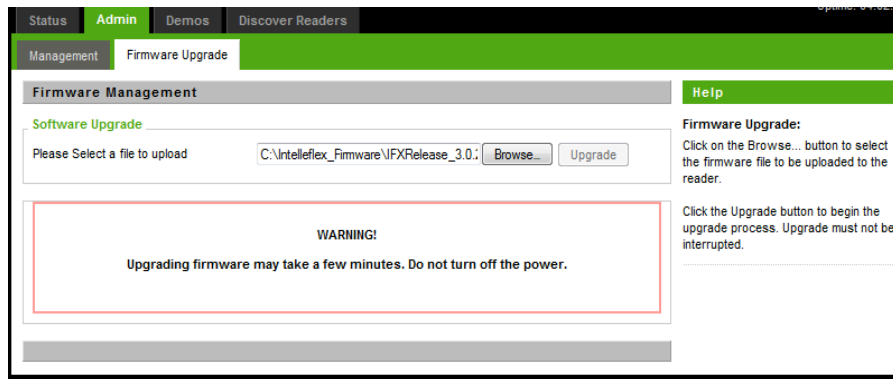 Status Admin Demos Discover Readers
Management Firmware Upgrade
Firmware Management
Software Upgrade
Please Select a file to upload C:\Intelleflex_Firmware\IFXRelease_3.0.2 Browse... Upgrade
WARNING!
Upgrading firmware may take a few minutes. Do not turn off the power.
Help
Firmware Upgrade:
Click on the Browse... button to select
the firmware file to be uploaded to the
reader.
Click the Upgrade button to begin the
upgrade process. Upgrade must not be
interrupted.